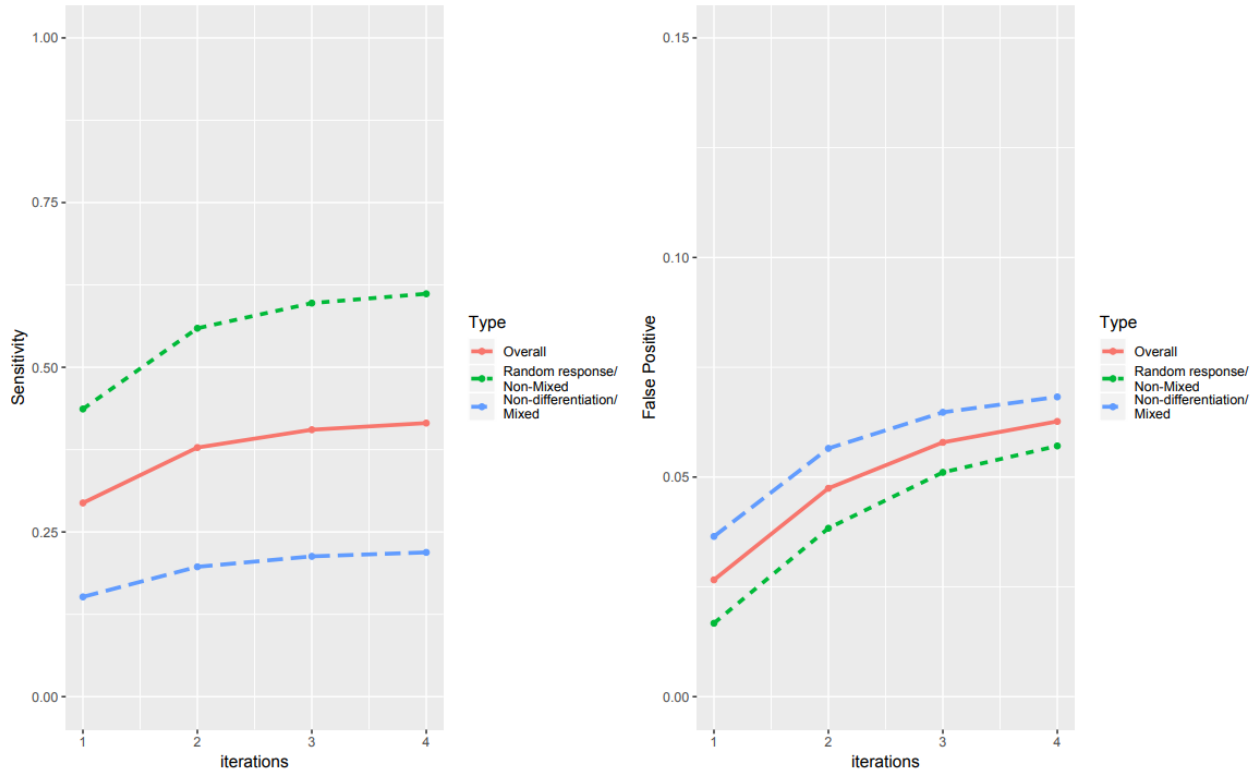 1.00
0.75
0.50
0.25
0.00
Sensitivity
1 2 3 4
iterations
Type
Overall
Random response/
Non-Mixed
Non-differentiation/
Mixed
0.15
0.10
0.05
0.00
False Positive
1 2 3 4
iterations
Type
Overall
Random response/
Non-Mixed
Non-differentiation/
Mixed